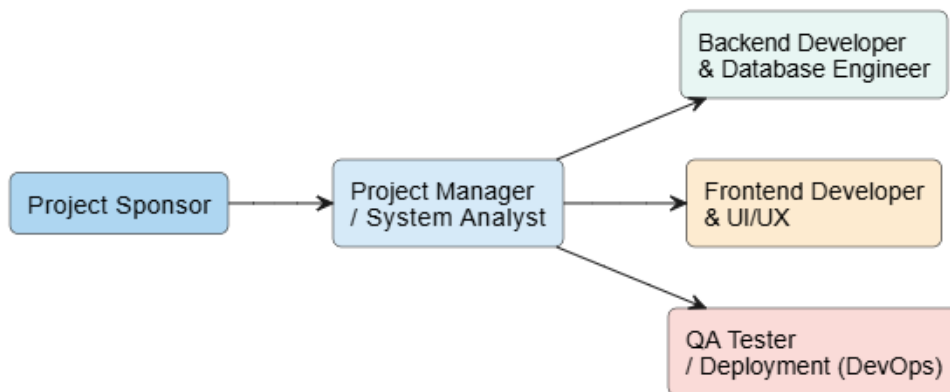 Project Sponsor
Project Manager
/ System Analyst
Backend Developer
& Database Engineer
Frontend Developer
& UI/UX
QA Tester
/ Deployment (DevOps)